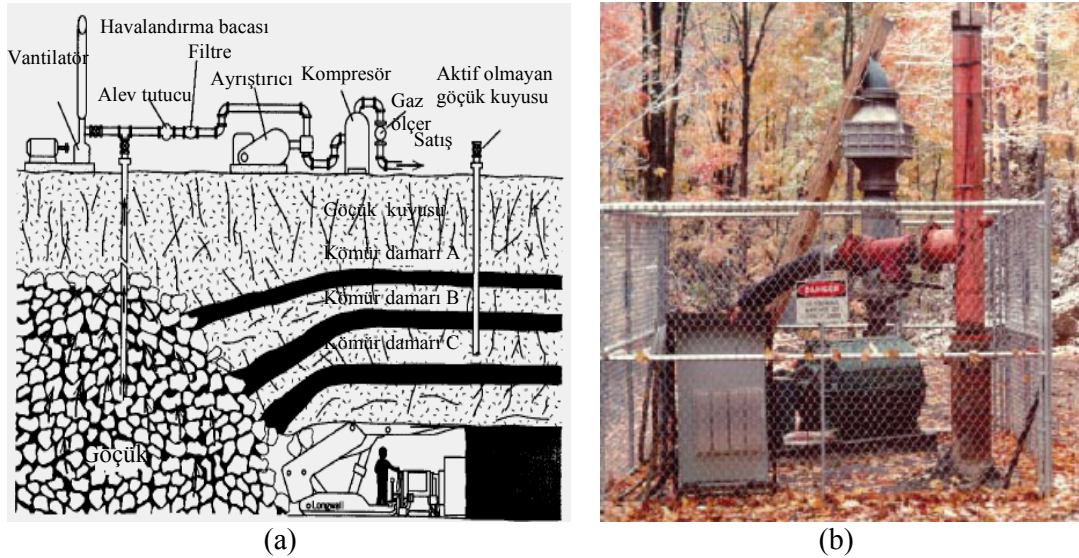 Havalandırma bacası
Vantilatör
Filtre
Alev tutucu
Ayrıştırıcı
Kompresör
Gaz
ölçer
Satış
Aktif olmayan
göçük kuyusu
Göçük kuyusu
Kömür damarı A
Kömür damarı B
Kömür damarı C
Göçük
Longwall
DANGER
(a)
(b)